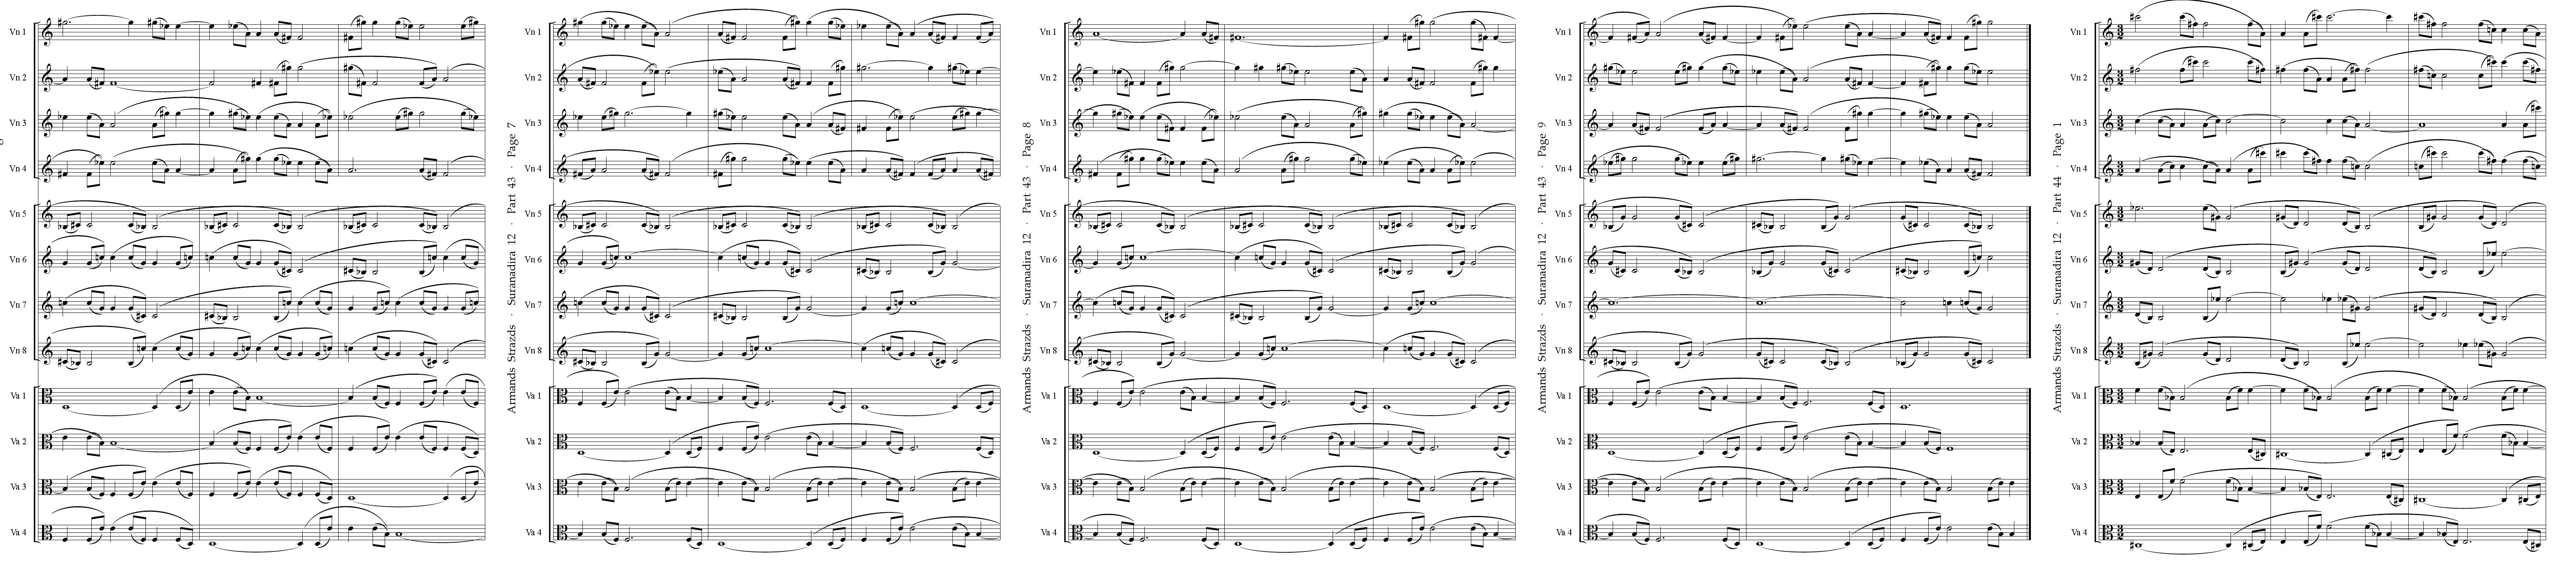 Vn 1
Vn 2
Vn 3
Vn 4
Vn 5
Vn 6
Vn 7
Vn 8
Va 1
Va 2
Va 3
Va 4
Armands Strazds · Suranadira 12 · Part 43 · Page 7
Vn 1
Vn 2
Vn 3
Vn 4
Vn 5
Vn 6
Vn 7
Vn 8
Va 1
Va 2
Va 3
Va 4
Armands Strazds · Suranadira 12 · Part 43 · Page 8
Vn 1
Vn 2
Vn 3
Vn 4
Vn 5
Vn 6
Vn 7
Vn 8
Va 1
Va 2
Va 3
Va 4
Armands Strazds · Suranadira 12 · Part 43 · Page 9
Vn 1
Vn 2
Vn 3
Vn 4
Vn 5
Vn 6
Vn 7
Vn 8
Va 1
Va 2
Va 3
Va 4
Armands Strazds · Suranadira 12 · Part 44 · Page 1
Vn 1
Vn 2
Vn 3
Vn 4
Vn 5
Vn 6
Vn 7
Vn 8
Va 1
Va 2
Va 3
Va 4